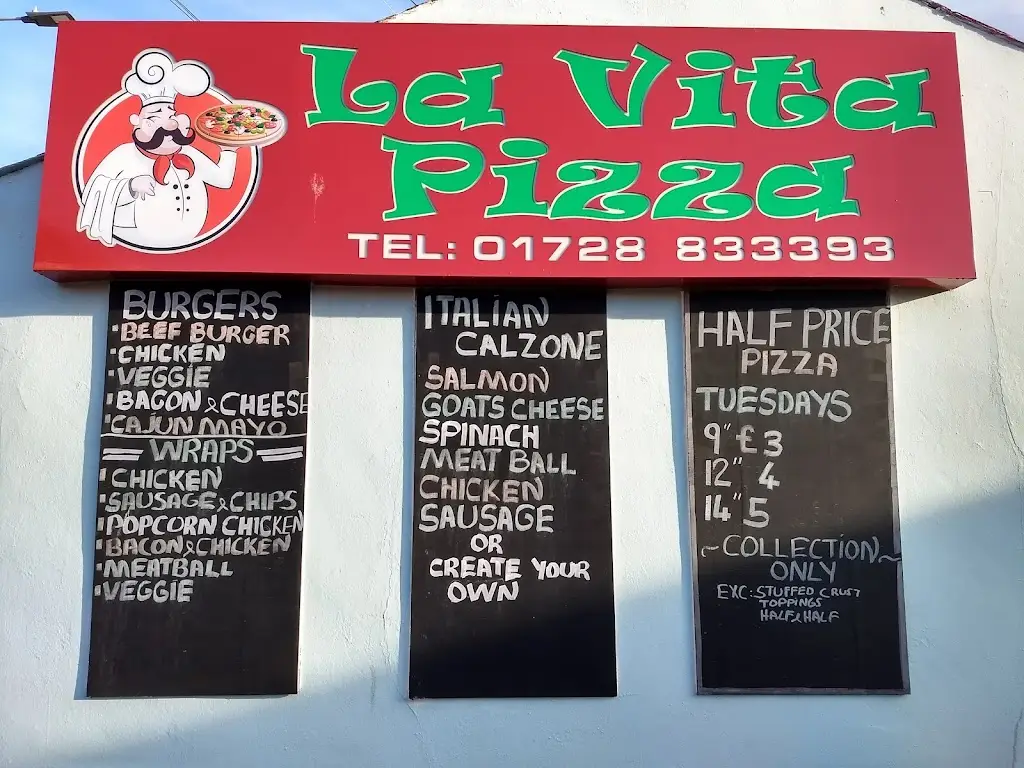 La Vita
Pizza
TEL: 01728 833393
BURGERS
·BEEF BURGER
·CHICKEN
·VEGGIE
·BACON & CHEESE
·CAJUN MAYO
WRAPS
·CHICKEN
·SAUSAGE & CHIPS
·POPCORN CHICKEN
·BACON & CHICKEN
·MEATBALL
·VEGGIE
ITALIAN
CALZONE
SALMON
GOATS CHEESE
SPINACH
MEAT BALL
CHICKEN
SAUSAGE
OR
CREATE YOUR
OWN
HALF PRICE
PIZZA
TUESDAYS
9" £3
12" 4
14" 5
~COLLECTION~
ONLY
EXC: STUFFED CRUST
TOPPINGS
HALF & HALF